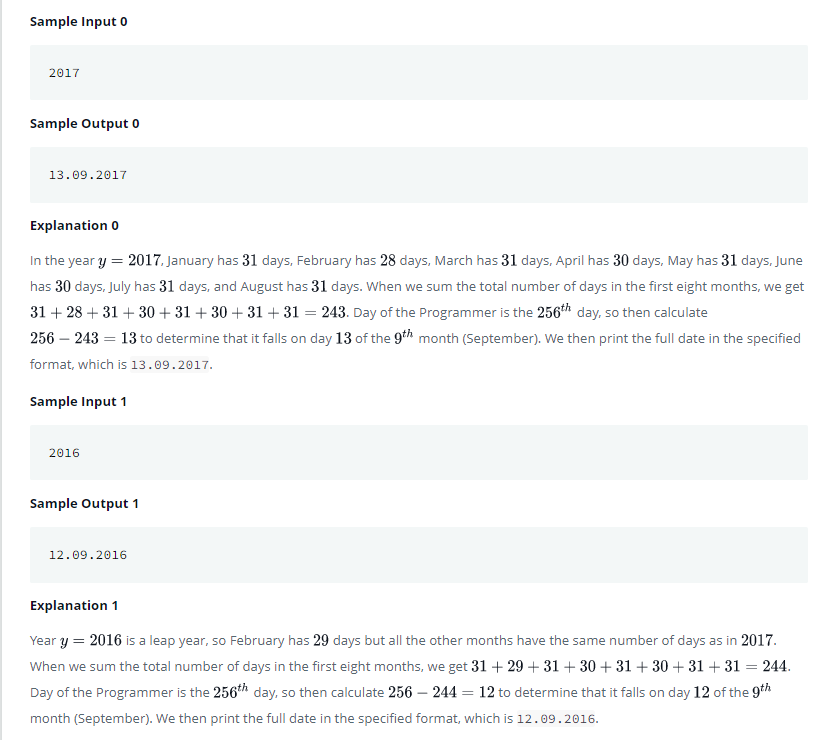 Sample Input 0
2017
Sample Output 0
13.09.2017
Explanation 0
In the year y = 2017, January has 31 days, February has 28 days, March has 31 days, April has 30 days, May has 31 days, June
has 30 days, July has 31 days, and August has 31 days. When we sum the total number of days in the first eight months, we get
31 + 28 + 31 + 30 + 31 + 30 + 31 + 31 = 243. Day of the Programmer is the 256th day, so then calculate
256 − 243 = 13 to determine that it falls on day 13 of the 9th month (September). We then print the full date in the specified
format, which is 13.09.2017.
Sample Input 1
2016
Sample Output 1
12.09.2016
Explanation 1
Year y = 2016 is a leap year, so February has 29 days but all the other months have the same number of days as in 2017.
When we sum the total number of days in the first eight months, we get 31 + 29 + 31 + 30 + 31 + 30 + 31 + 31 = 244.
Day of the Programmer is the 256th day, so then calculate 256 − 244 = 12 to determine that it falls on day 12 of the 9th
month (September). We then print the full date in the specified format, which is 12.09.2016.